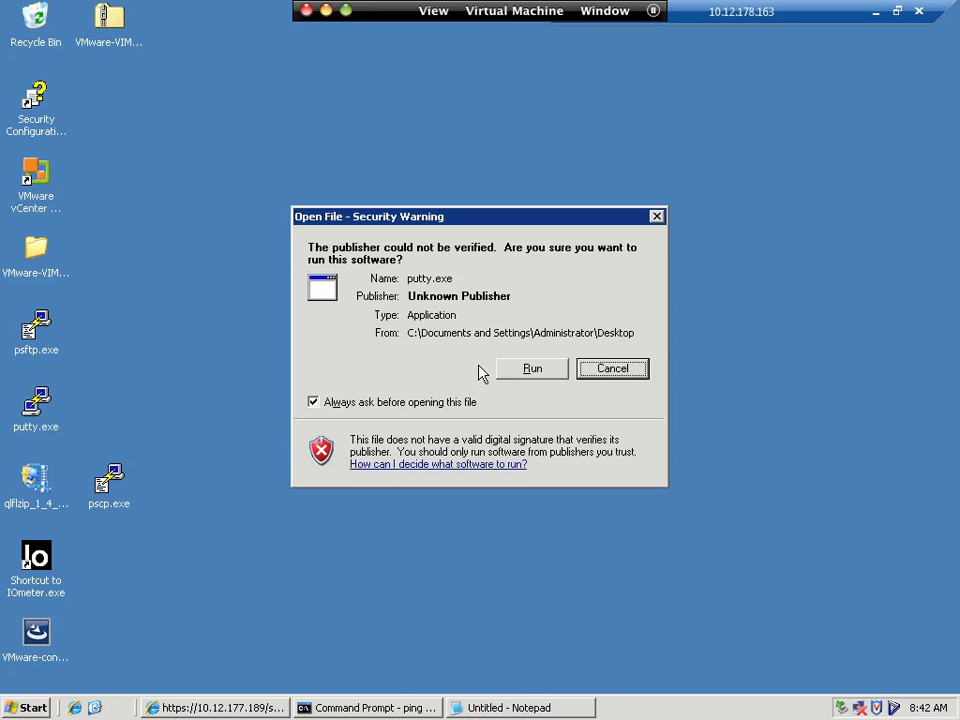 View Virtual Machine Window
10.12.178.163
Recycle Bin
VMware-VIM...
Security
Configurati...
VMware
vCenter ...
VMware-VIM...
psftp.exe
putty.exe
qlflzip_1_4_...
pscp.exe
Io
Shortcut to
IOmeter.exe
VMware-con...
Open File - Security Warning
The publisher could not be verified. Are you sure you want to
run this software?
Name: putty.exe
Publisher: Unknown Publisher
Type: Application
From: C:\Documents and Settings\Administrator\Desktop
Run Cancel
Always ask before opening this file
This file does not have a valid digital signature that verifies its
publisher. You should only run software from publishers you trust.
How can I decide what software to run?
Start
https://10.12.177.189/s...
Command Prompt - ping ...
Untitled - Notepad
8:42 AM